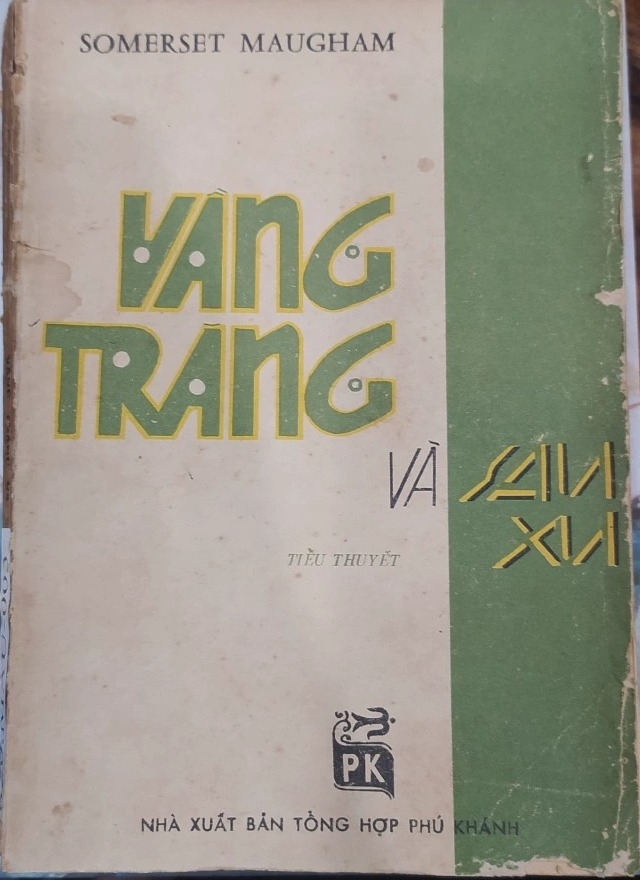 SOMERSET MAUGHAM
VẦNG
TRĂNG
VÀ SÁU
XU
TIỂU THUYẾT
PK
NHÀ XUẤT BẢN TỔNG HỢP PHÚ KHÁNH